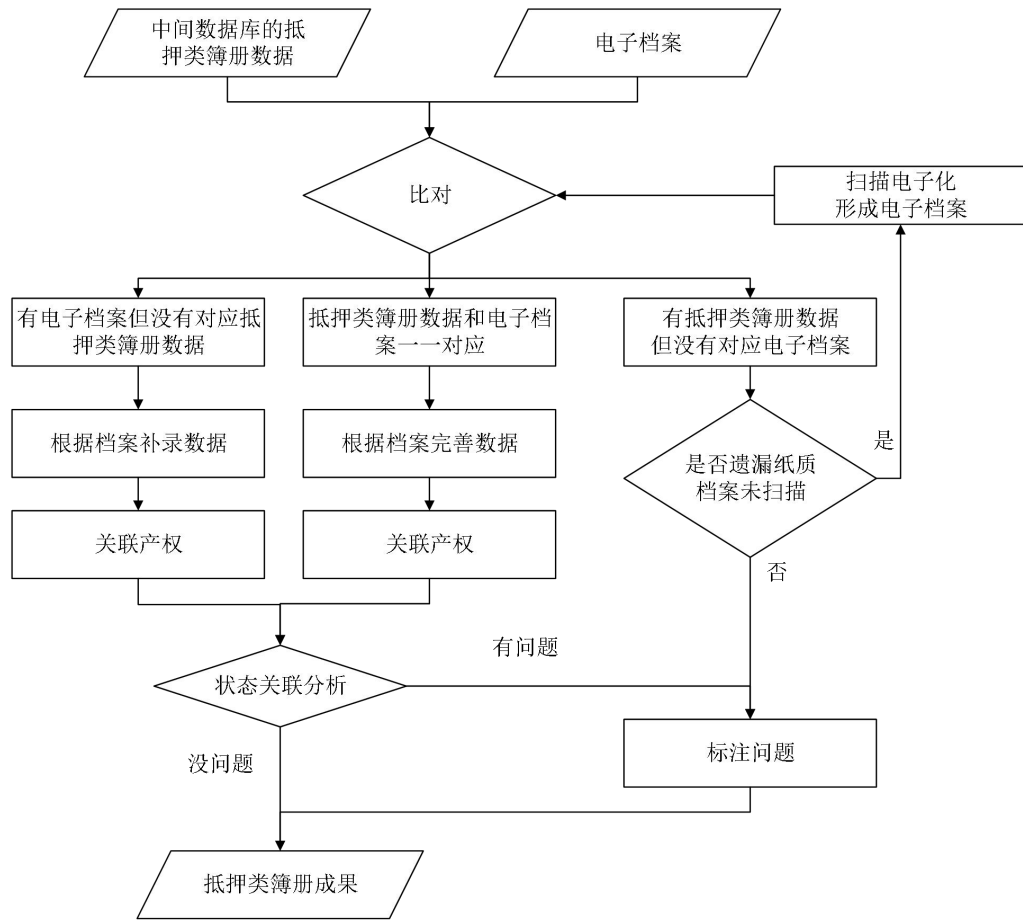 中间数据库的抵
押类簿册数据
电子档案
比对
扫描电子化
形成电子档案
有电子档案但没有对应抵
押类簿册数据
抵押类簿册数据和电子档
案一一对应
有抵押类簿册数据
但没有对应电子档案
根据档案补录数据
根据档案完善数据
是否遗漏纸质
档案未扫描
是
关联产权
关联产权
否
有问题
状态关联分析
没问题
标注问题
抵押类簿册成果